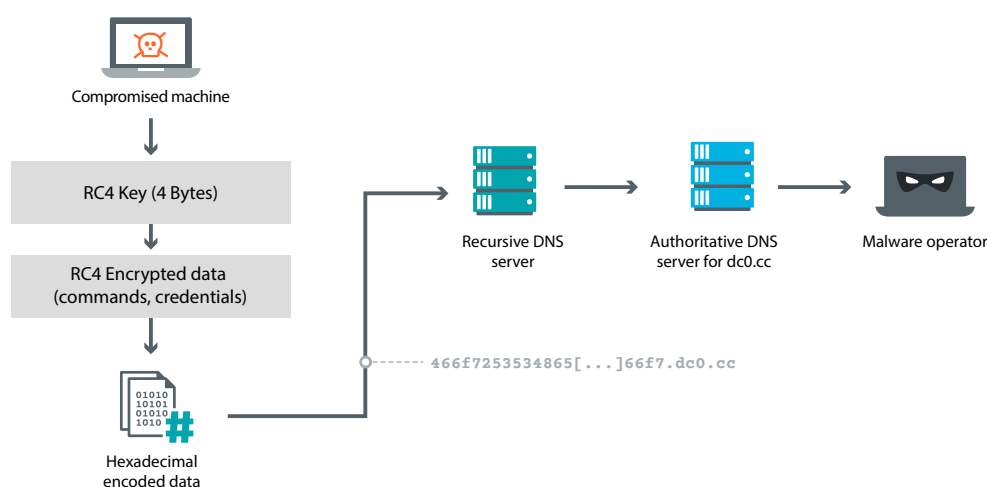 Compromised machine
RC4 Key (4 Bytes)
RC4 Encrypted data
(commands, credentials)
01010
10101
01010
1010
#
Hexadecimal
encoded data
466f7253534865[...]66f7.dc0.cc
Recursive DNS
server
Authoritative DNS
server for dc0.cc
Malware operator